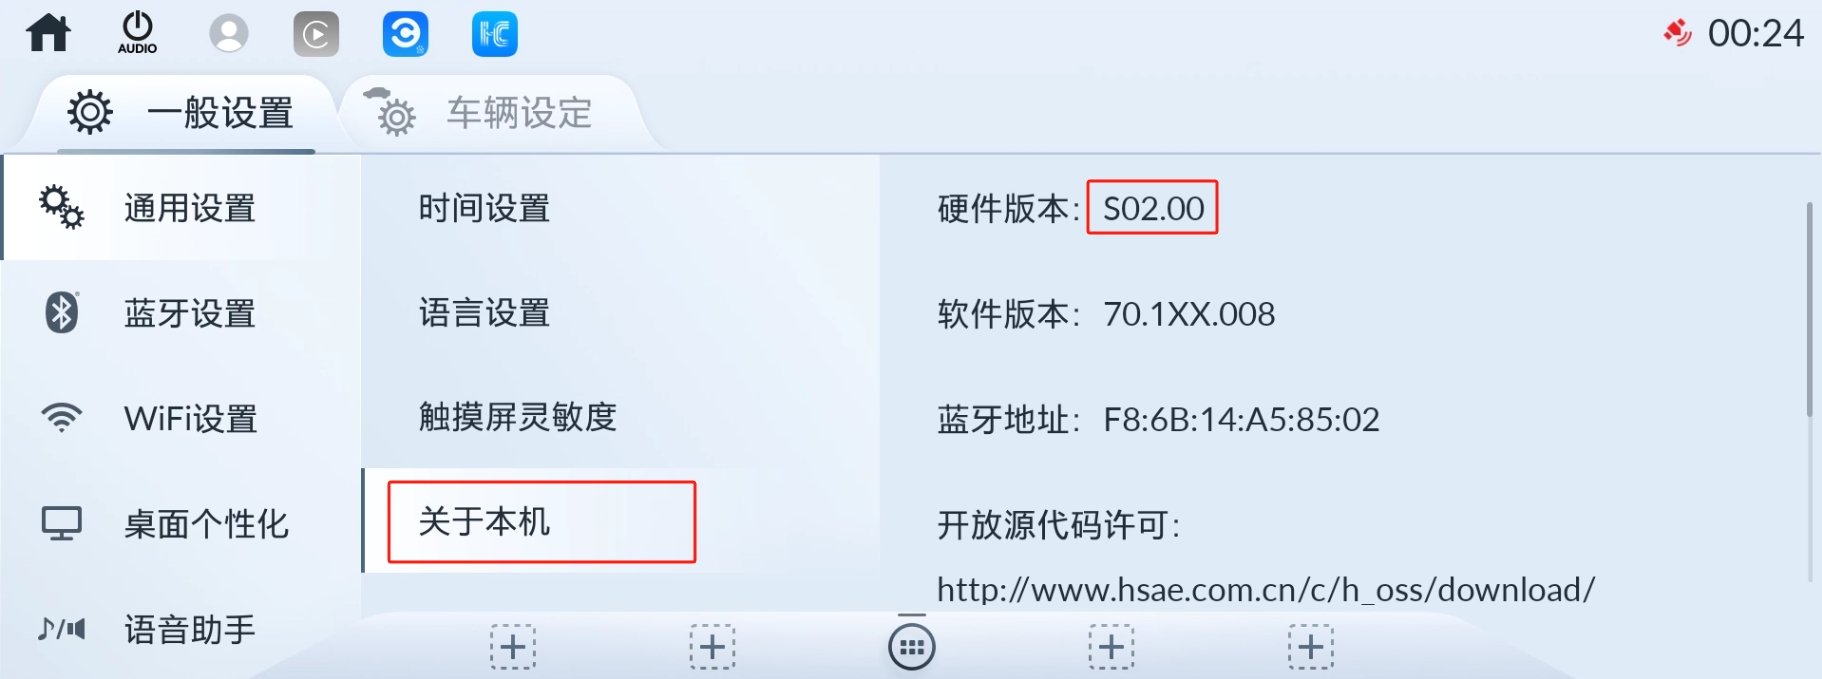 AUDIO
00:24
一般设置
车辆设定
通用设置
蓝牙设置
WiFi设置
桌面个性化
语音助手
时间设置
语言设置
触摸屏灵敏度
关于本机
硬件版本: S02.00
软件版本: 70.1XX.008
蓝牙地址: F8:6B:14:A5:85:02
开放源代码许可:
http://www.hsae.com.cn/c/h_oss/download/